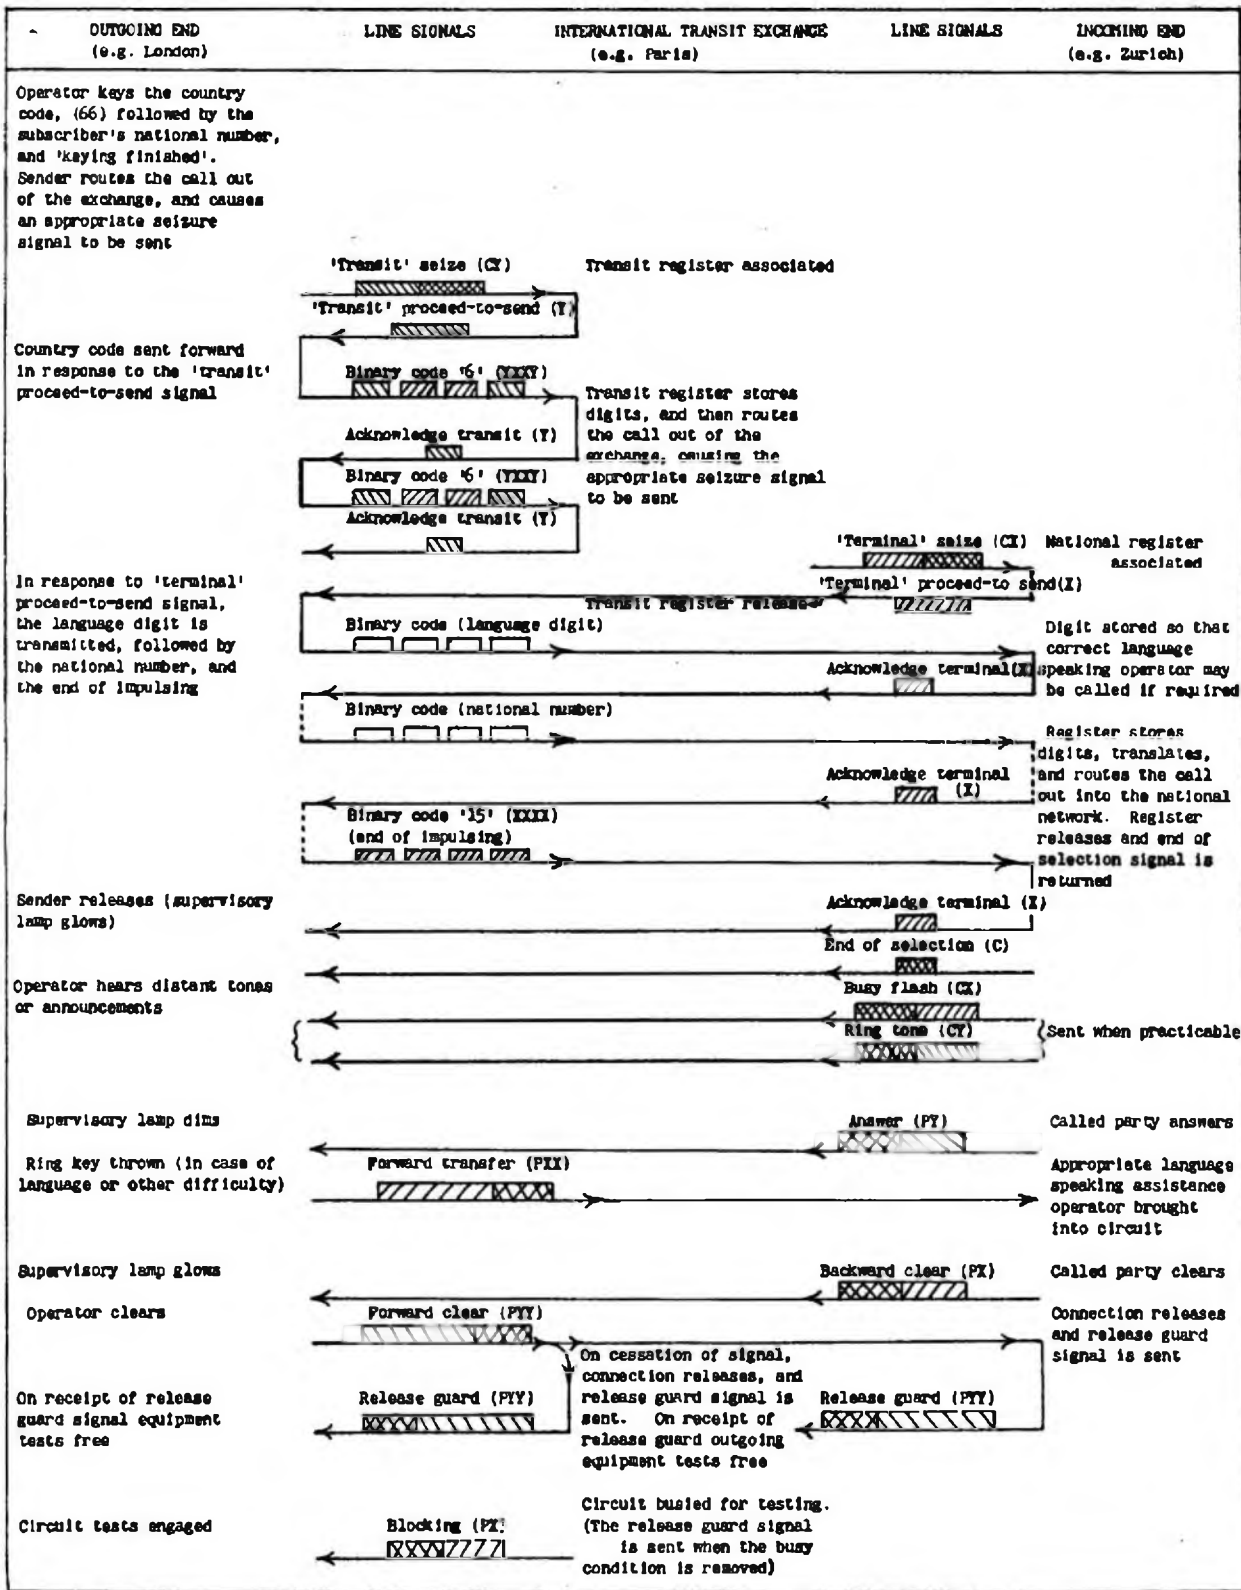 OUTGOING END
(e.g. London)
LINE SIGNALS
INTERNATIONAL TRANSIT EXCHANGE
(e.g. Paris)
LINE SIGNALS
INCOMING END
(e.g. Zurich)
Operator keys the country
code, (66) followed by the
subscriber's national number,
and 'keying finished'.
Sender routes the call out
of the exchange, and causes
an appropriate seizure
signal to be sent
'Transit' seize (CY)
Transit register associated
'Transit' proceed-to-send (Y)
Country code sent forward
in response to the 'transit'
proceed-to-send signal
Binary code '6' (YXXY)
Transit register stores
digits, and then routes
the call out of the
exchange, causing the
appropriate seizure signal
to be sent
Acknowledge transit (Y)
Binary code '6' (YXXY)
Acknowledge transit (Y)
'Terminal' seize (CX)
National register
associated
In response to 'terminal'
proceed-to-send signal,
the language digit is
transmitted, followed by
the national number, and
the end of impulsing
'Terminal' proceed-to send(X)
Transit register release
Binary code (language digit)
Digit stored so that
correct language
speaking operator may
be called if required
Acknowledge terminal(X)
Binary code (national number)
Register stores
digits, translates,
and routes the call
out into the national
network. Register
releases and end of
selection signal is
returned
Acknowledge terminal
(X)
Binary code '15' (XXXX)
(end of impulsing)
Sender releases (supervisory
lamp glows)
Acknowledge terminal (X)
End of selection (C)
Operator hears distant tones
or announcements
Busy flash (CX)
Ring tone (CY)
Sent when practicable
Supervisory lamp dims
Answer (PY)
Called party answers
Ring key thrown (in case of
language or other difficulty)
Forward transfer (PXX)
Appropriate language
speaking assistance
operator brought
into circuit
Supervisory lamp glows
Backward clear (PX)
Called party clears
Operator clears
Forward clear (PYY)
Connection releases
and release guard
signal is sent
On cessation of signal,
connection releases, and
release guard signal is
sent. On receipt of
release guard outgoing
equipment tests free
On receipt of release
guard signal equipment
tests free
Release guard (PYY)
Release guard (PYY)
Circuit tests engaged
Blocking (PX)
Circuit busied for testing.
(The release guard signal
is sent when the busy
condition is removed)